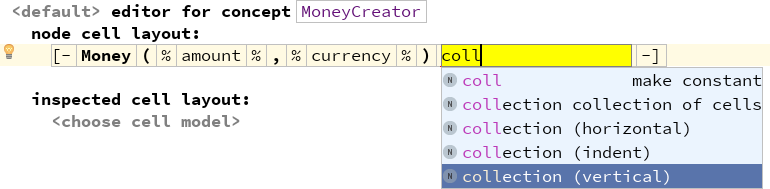 <default> editor for concept MoneyCreator
node cell layout:
[- Money ( % amount % , % currency % ) coll -]
coll make constant
collection collection of cells
collection (horizontal)
collection (indent)
collection (vertical)
inspected cell layout:
<choose cell model>